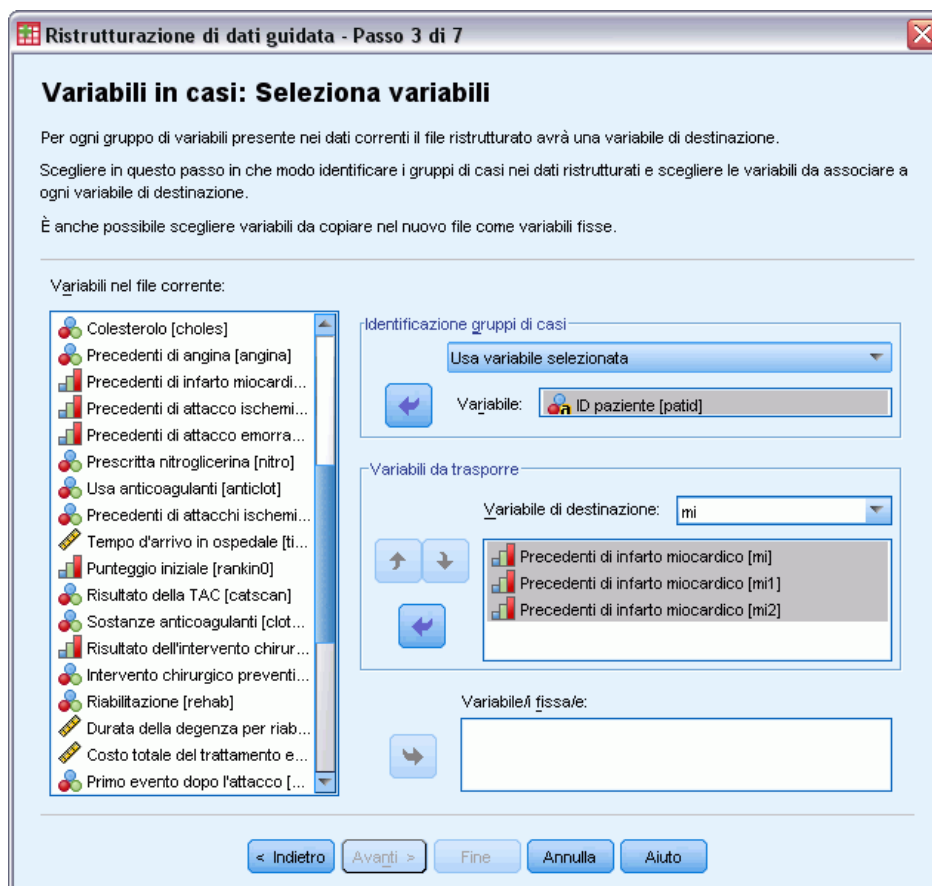 Ristrutturazione di dati guidata - Passo 3 di 7
Variabili in casi: Seleziona variabili
Per ogni gruppo di variabili presente nei dati correnti il file ristrutturato avrà una variabile di destinazione.
Scegliere in questo passo in che modo identificare i gruppi di casi nei dati ristrutturati e scegliere le variabili da associare a
ogni variabile di destinazione.
È anche possibile scegliere variabili da copiare nel nuovo file come variabili fisse.
Variabili nel file corrente:
Colesterolo [choles]
Precedenti di angina [angina]
Precedenti di infarto miocardi...
Precedenti di attacco ischemi...
Precedenti di attacco emorra...
Prescritta nitroglicerina [nitro]
Usa anticoagulanti [anticlot]
Precedenti di attacchi ischemi...
Tempo d'arrivo in ospedale [ti...
Punteggio iniziale [rankin0]
Risultato della TAC [catscan]
Sostanze anticoagulanti [clot...
Risultato dell'intervento chirur...
Intervento chirurgico preventi...
Riabilitazione [rehab]
Durata della degenza per riab...
Costo totale del trattamento e...
Primo evento dopo l'attacco [...
Identificazione gruppi di casi
Usa variabile selezionata
Variabile: ID paziente [patid]
Variabili da trasporre
Variabile di destinazione: mi
Precedenti di infarto miocardico [mi]
Precedenti di infarto miocardico [mi1]
Precedenti di infarto miocardico [mi2]
Variabile/i fissa/e:
< Indietro
Avanti >
Fine
Annulla
Aiuto